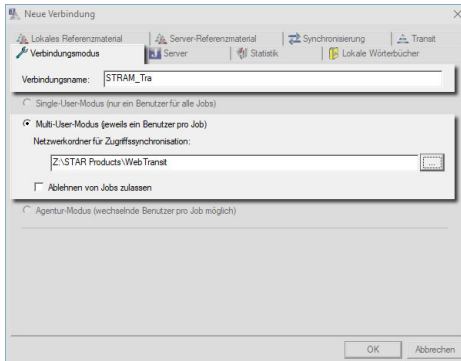 Neue Verbindung
Lokales Referenzmaterial Server-Referenzmaterial Synchronisierung Transit
Verbindungsmodus Server Statistik Lokale Wörterbücher
Verbindungsname: STRAM_Tra
Single-User-Modus (nur ein Benutzer für alle Jobs)
Multi-User-Modus (jeweils ein Benutzer pro Job)
Netzwerkordner für Zugriffssynchronisation:
Z:\STAR Products\WebTransit ...
Ablehnen von Jobs zulassen
Agentur-Modus (wechselnde Benutzer pro Job möglich)
OK Abbrechen